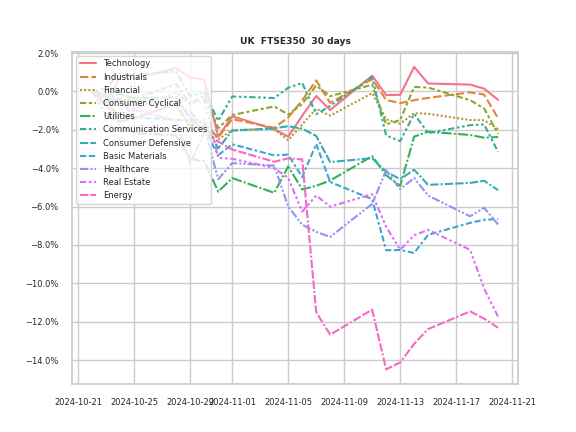 UK  FTSE350  30 days
2.0%
0.0%
−2.0%
−4.0%
−6.0%
−8.0%
−10.0%
−12.0%
−14.0%
Technology
Industrials
Financial
Consumer Cyclical
Utilities
Communication Services
Consumer Defensive
Basic Materials
Healthcare
Real Estate
Energy
2024-10-21
2024-10-25
2024-10-29
2024-11-01
2024-11-05
2024-11-09
2024-11-13
2024-11-17
2024-11-21